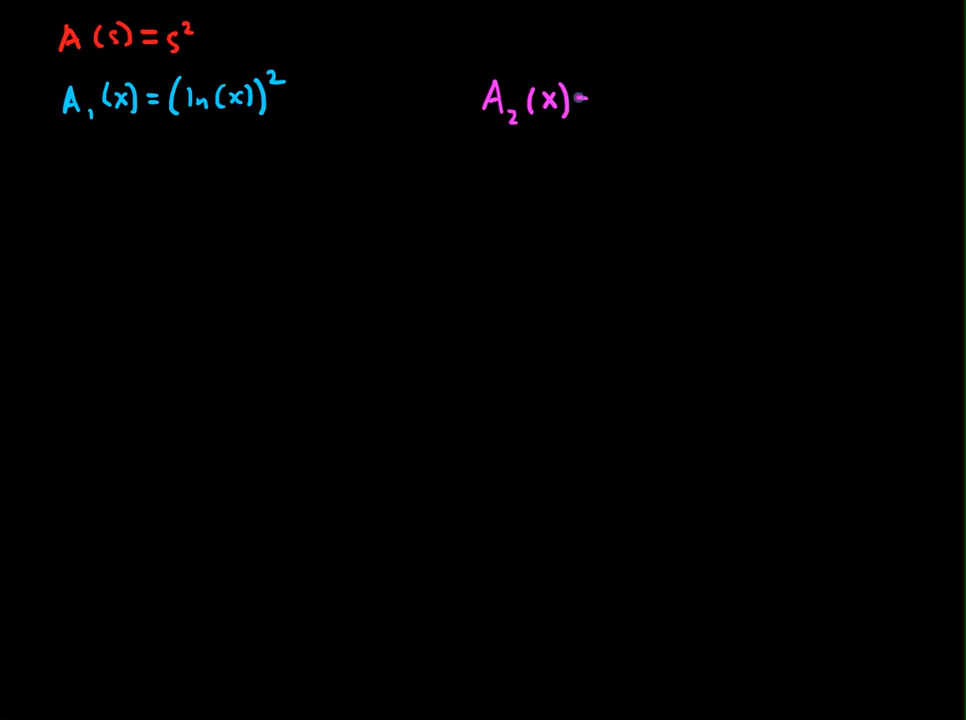 A(s) = s²
A₁(x) = (ln(x))² A₂(x) -